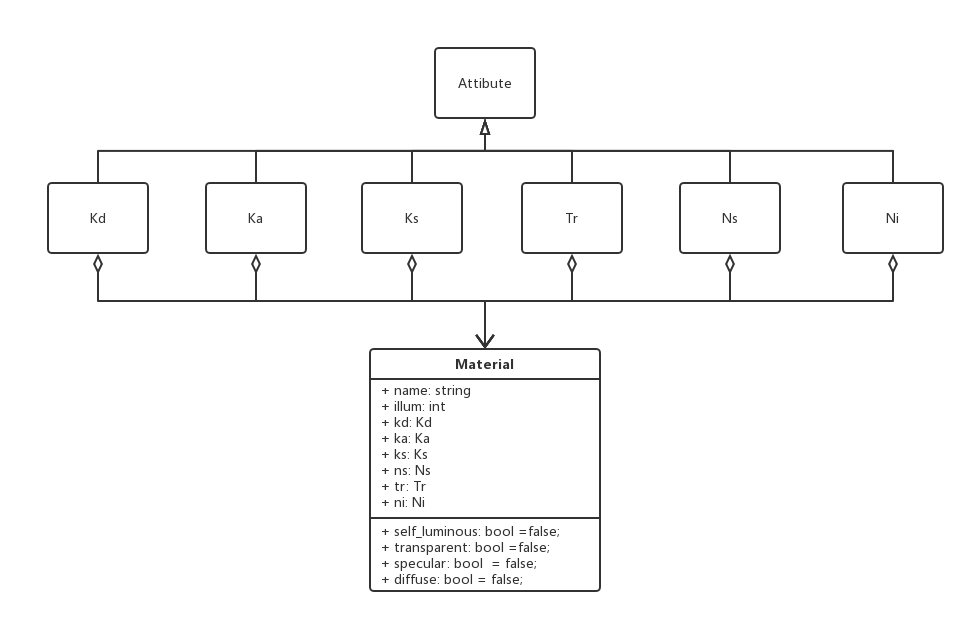 Attibute
Kd
Ka
Ks
Tr
Ns
Ni
Material
+ name: string
+ illum: int
+ kd: Kd
+ ka: Ka
+ ks: Ks
+ ns: Ns
+ tr: Tr
+ ni: Ni
+ self_luminous: bool =false;
+ transparent: bool =false;
+ specular: bool  = false;
+ diffuse: bool = false;